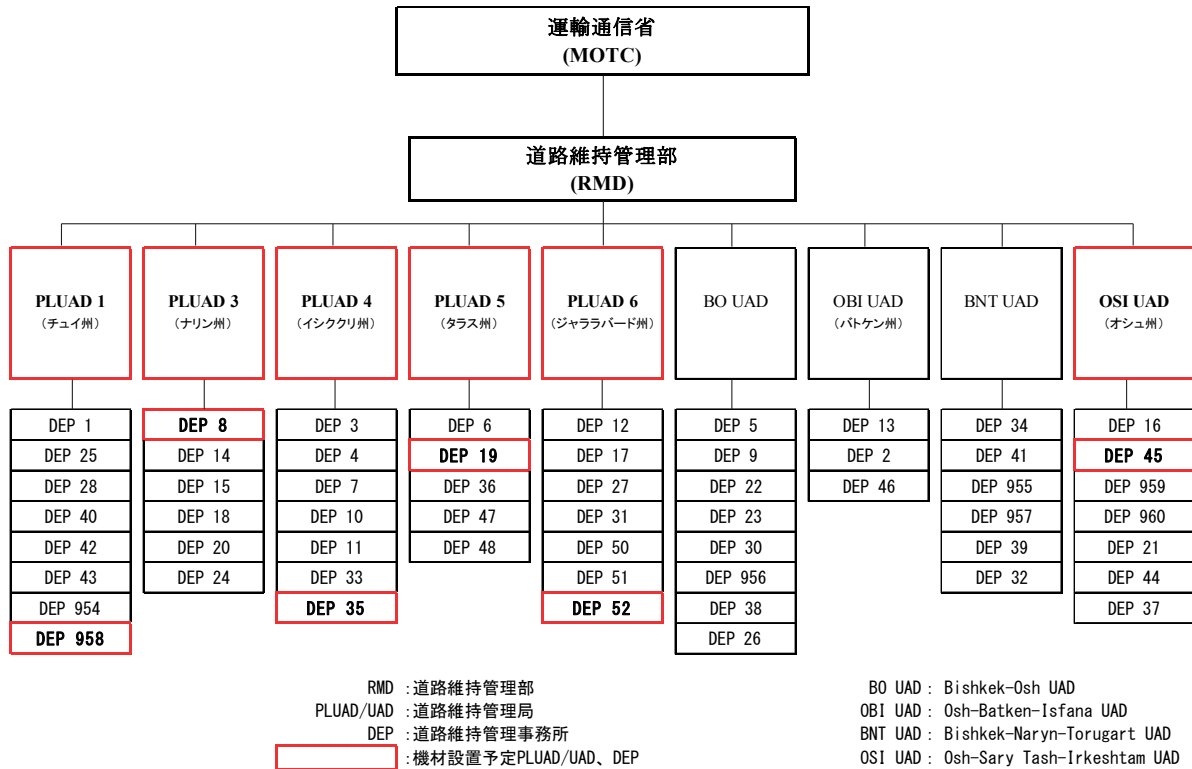 運輸通信省
(MOTC)
道路維持管理部
(RMD)
PLUAD 1
（チュイ州）
PLUAD 3
（ナリン州）
PLUAD 4
（イシククリ州）
PLUAD 5
（タラス州）
PLUAD 6
（ジャララバード州）
BO UAD
OBI UAD
（バトケン州）
BNT UAD
OSI UAD
（オシュ州）
DEP 1
DEP 25
DEP 28
DEP 40
DEP 42
DEP 43
DEP 954
DEP 958
DEP 8
DEP 14
DEP 15
DEP 18
DEP 20
DEP 24
DEP 3
DEP 4
DEP 7
DEP 10
DEP 11
DEP 33
DEP 35
DEP 6
DEP 19
DEP 36
DEP 47
DEP 48
DEP 12
DEP 17
DEP 27
DEP 31
DEP 50
DEP 51
DEP 52
DEP 5
DEP 9
DEP 22
DEP 23
DEP 30
DEP 956
DEP 38
DEP 26
DEP 13
DEP 2
DEP 46
DEP 34
DEP 41
DEP 955
DEP 957
DEP 39
DEP 32
DEP 16
DEP 45
DEP 959
DEP 960
DEP 21
DEP 44
DEP 37
RMD ：道路維持管理部
PLUAD/UAD ：道路維持管理局
DEP ：道路維持管理事務所
：機材設置予定PLUAD/UAD、DEP
BO UAD： Bishkek-Osh UAD
OBI UAD： Osh-Batken-Isfana UAD
BNT UAD： Bishkek-Naryn-Torugart UAD
OSI UAD： Osh-Sary Tash-Irkeshtam UAD